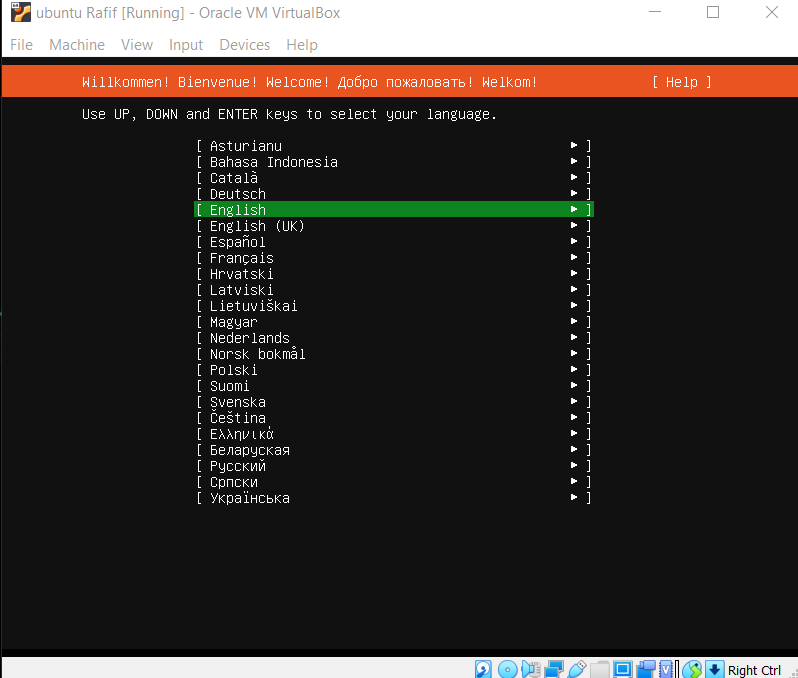 ubuntu Rafif [Running] - Oracle VM VirtualBox
File Machine View Input Devices Help
Willkommen! Bienvenue! Welcome! Добро пожаловать! Welkom! [ Help ]
Use UP, DOWN and ENTER keys to select your language.
[ Asturianu ► ]
[ Bahasa Indonesia ► ]
[ Català ► ]
[ Deutsch ► ]
[ English ► ]
[ English (UK) ► ]
[ Español ► ]
[ Français ► ]
[ Hrvatski ► ]
[ Latviski ► ]
[ Lietuviškai ► ]
[ Magyar ► ]
[ Nederlands ► ]
[ Norsk bokmål ► ]
[ Polski ► ]
[ Suomi ► ]
[ Svenska ► ]
[ Čeština ► ]
[ Ελληνικά ► ]
[ Беларуская ► ]
[ Русский ► ]
[ Српски ► ]
[ Українська ► ]
Right Ctrl